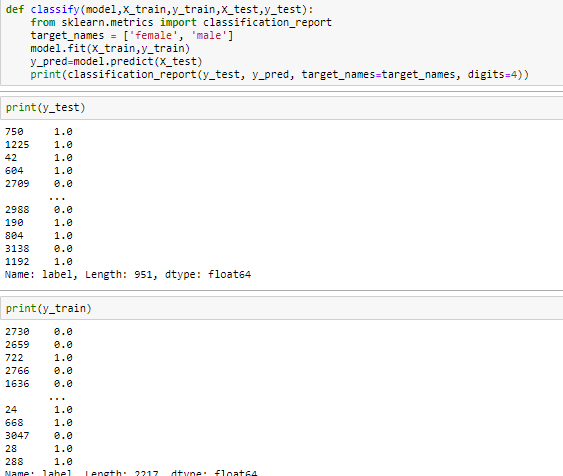 def classify(model,X_train,y_train,X_test,y_test):
    from sklearn.metrics import classification_report
    target_names = ['female', 'male']
    model.fit(X_train,y_train)
    y_pred=model.predict(X_test)
    print(classification_report(y_test, y_pred, target_names=target_names, digits=4))
print(y_test)
750     1.0
1225    1.0
42      1.0
604     1.0
2709    0.0
       ...
2988    0.0
190     1.0
804     1.0
3138    0.0
1192    1.0
Name: label, Length: 951, dtype: float64
print(y_train)
2730    0.0
2659    0.0
722     1.0
2766    0.0
1636    0.0
       ...
24      1.0
668     1.0
3047    0.0
28      1.0
288     1.0
Name: label, Length: 2217, dtype: float64